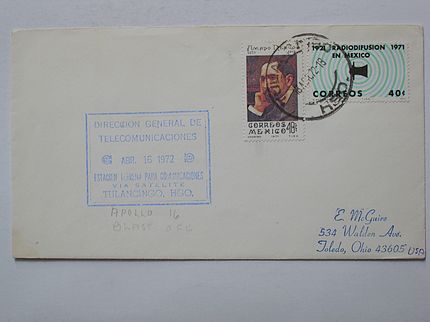 1921 RADIODIFUSION 1971
EN MEXICO
CORREOS 40¢
CORREOS
MEXICO
DIRECCION GENERAL DE
TELECOMUNICACIONES
ABR. 16 1972
ESTACION TERRENA PARA COMUNICACIONES
VIA SATELITE
TULANCINGO, HGO.
APOLLO 16
BLAST OFF
E. McGuire
534 Walden Ave.
Toledo, Ohio 43605 USA